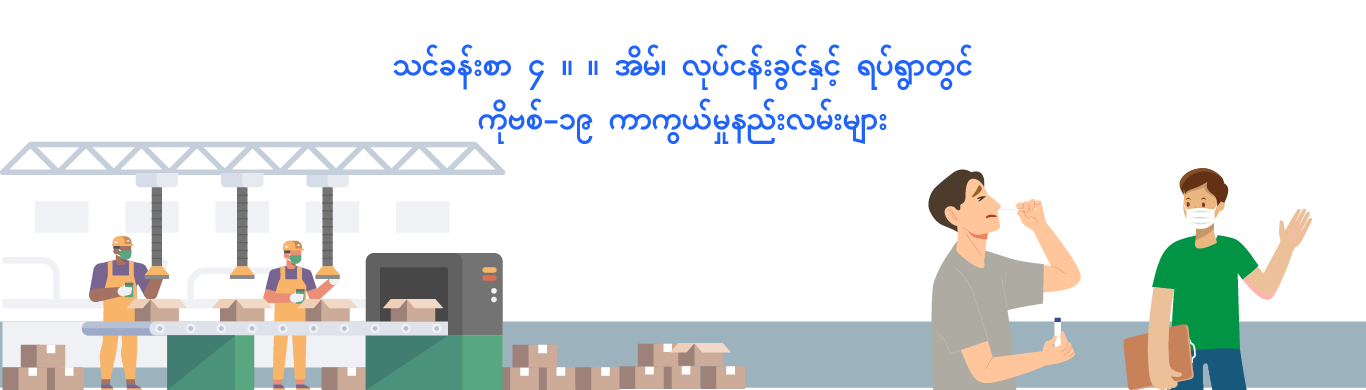 သင်ခန်းစာ ၄ ။ ။ အိမ်၊ လုပ်ငန်းခွင်နှင့် ရပ်ရွာတွင်
ကိုဗစ်-၁၉ ကာကွယ်မှုနည်းလမ်းများ